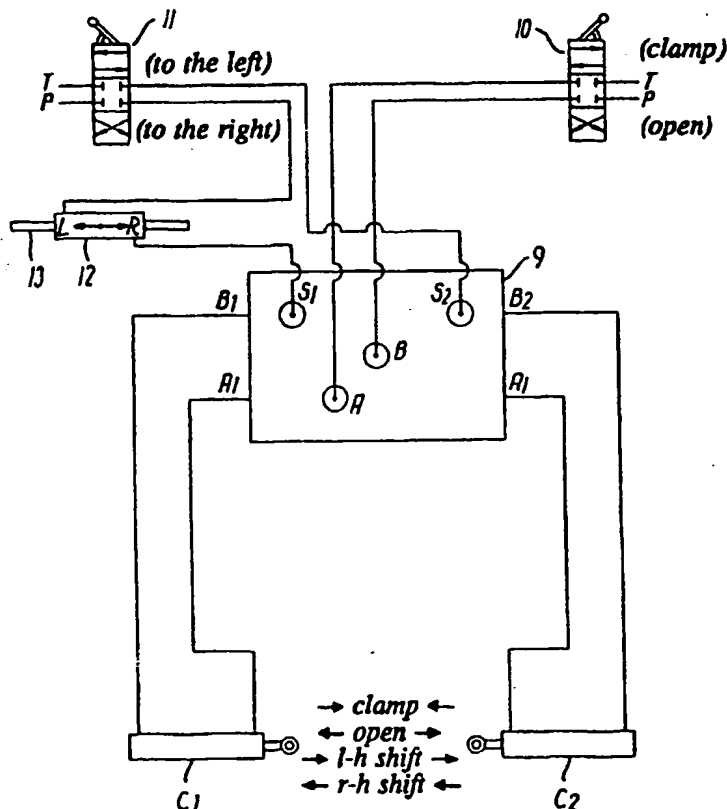 11
10
(to the left)
(clamp)
T
P
T
P
(to the right)
(open)
L
R
13
12
9
B1
S1
S2
B2
B
A1
A
A1
clamp
open
l-h shift
r-h shift
C1
C2